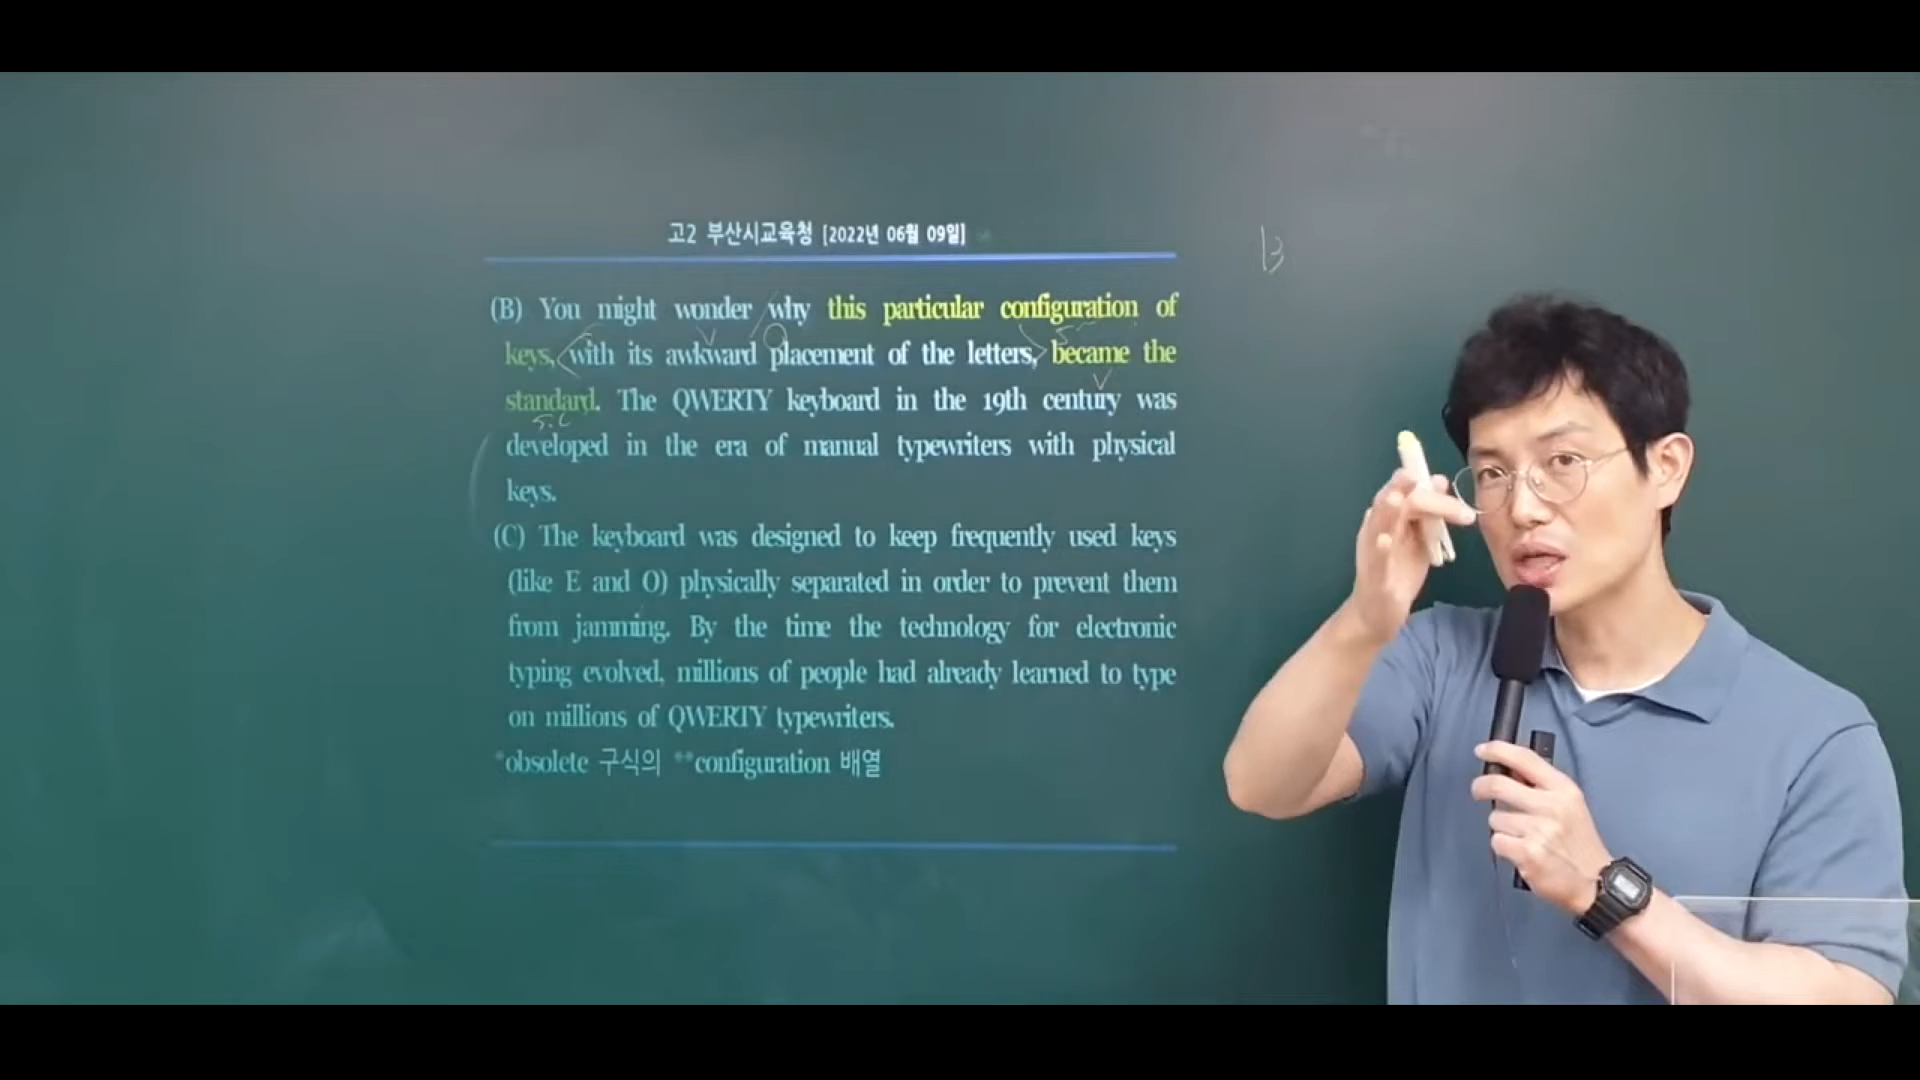 고2 부산시교육청 [2022년 06월 09일]
B
(B) You might wonder why this particular configuration of
keys, with its awkward placement of the letters, became the
standard. The QWERTY keyboard in the 19th century was
developed in the era of manual typewriters with physical
keys.
(C) The keyboard was designed to keep frequently used keys
(like E and O) physically separated in order to prevent them
from jamming. By the time the technology for electronic
typing evolved, millions of people had already learned to type
on millions of QWERTY typewriters.
*obsolete 구식의 **configuration 배열